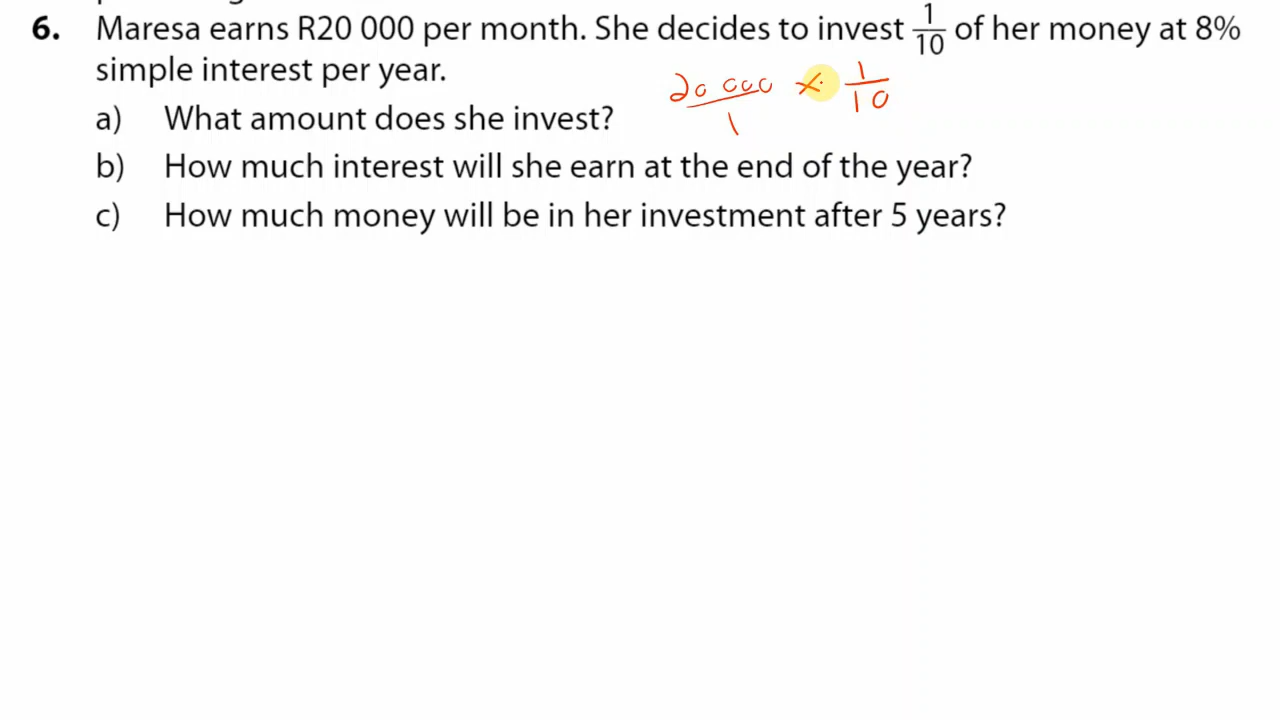 6. Maresa earns R20 000 per month. She decides to invest 1/10 of her money at 8%
simple interest per year.
20 000/1 × 1/10
a) What amount does she invest?
b) How much interest will she earn at the end of the year?
c) How much money will be in her investment after 5 years?